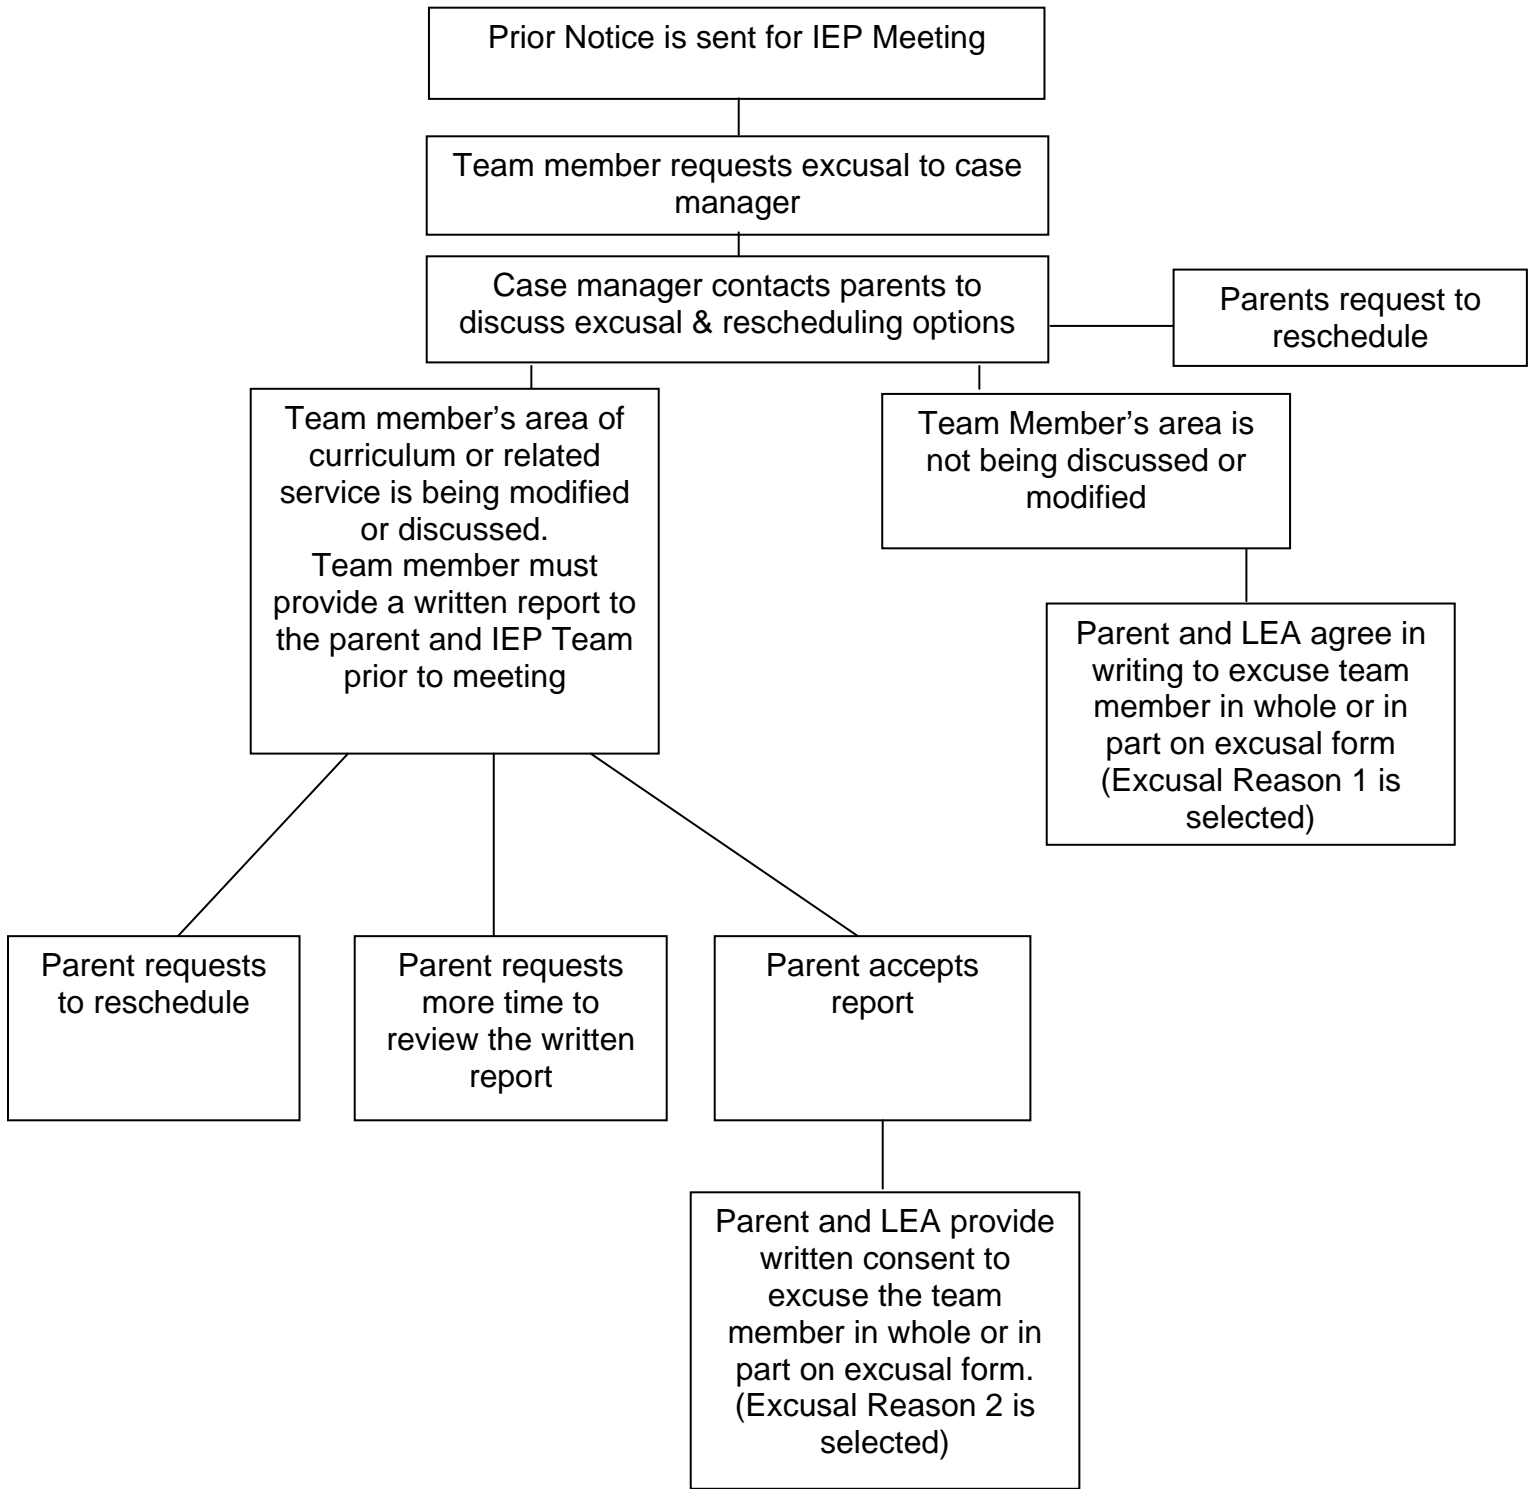 Prior Notice is sent for IEP Meeting
Team member requests excusal to case
manager
Case manager contacts parents to
discuss excusal & rescheduling options
Parents request to
reschedule
Team member’s area of
curriculum or related
service is being modified
or discussed.
Team member must
provide a written report to
the parent and IEP Team
prior to meeting
Team Member’s area is
not being discussed or
modified
Parent and LEA agree in
writing to excuse team
member in whole or in
part on excusal form
(Excusal Reason 1 is
selected)
Parent requests
to reschedule
Parent requests
more time to
review the written
report
Parent accepts
report
Parent and LEA provide
written consent to
excuse the team
member in whole or in
part on excusal form.
(Excusal Reason 2 is
selected)